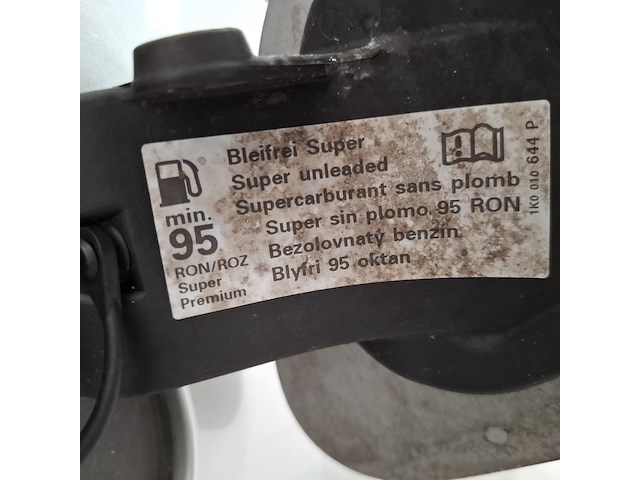 min.
95
RON/ROZ
Super
Premium
Bleifrei Super
Super unleaded
Supercarburant sans plomb
Super sin plomo. 95 RON
Bezolovnatý benzín
Blyfri 95 oktan
1K0 010 644 P